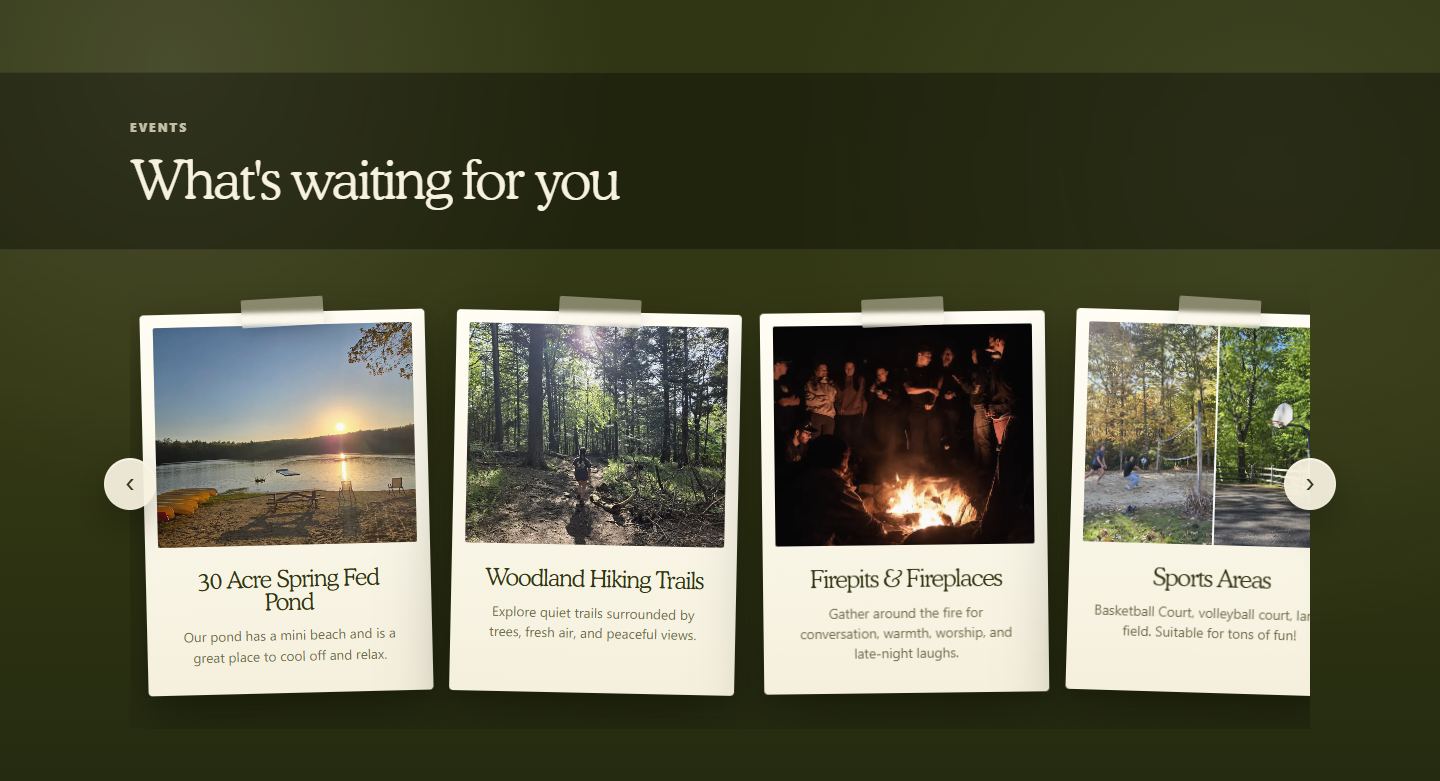 EVENTS
What's waiting for you
30 Acre Spring Fed
Pond
Our pond has a mini beach and is a
great place to cool off and relax.
Woodland Hiking Trails
Explore quiet trails surrounded by
trees, fresh air, and peaceful views.
Firepits & Fireplaces
Gather around the fire for
conversation, warmth, worship, and
late-night laughs.
Sports Areas
Basketball Court, volleyball court,
field. Suitable for tons of fun!